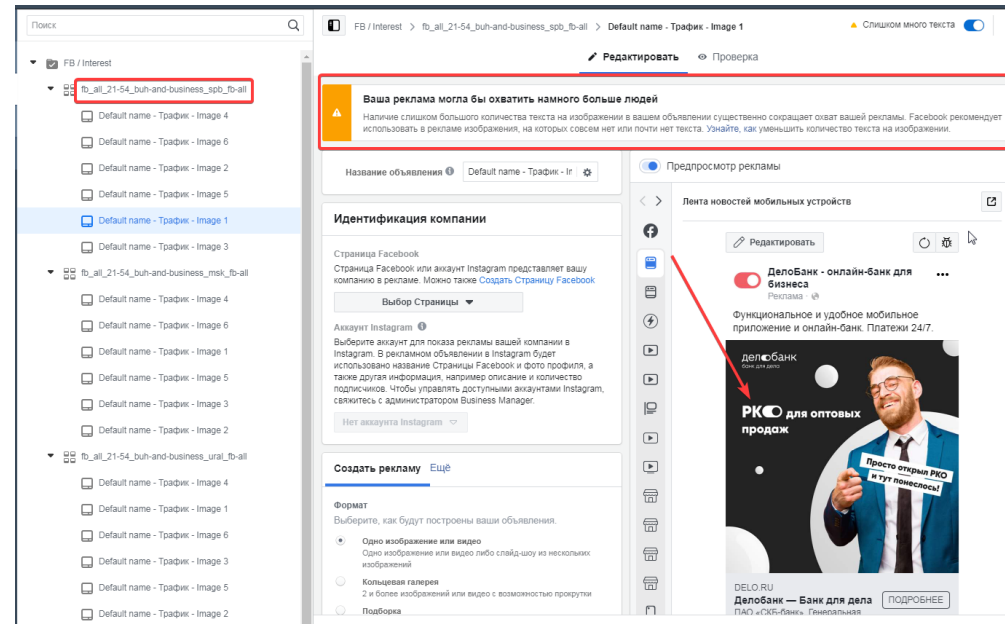 Поиск
FB / Interest > fb_all_21-54_buh-and-business_spb_fb-all > Default name - Трафик - Image 1
Слишком много текста
Редактировать
Проверка
FB / Interest
fb_all_21-54_buh-and-business_spb_fb-all
Default name - Трафик - Image 4
Default name - Трафик - Image 6
Default name - Трафик - Image 2
Default name - Трафик - Image 5
Default name - Трафик - Image 1
Default name - Трафик - Image 3
fb_all_21-54_buh-and-business_msk_fb-all
Default name - Трафик - Image 4
Default name - Трафик - Image 6
Default name - Трафик - Image 1
Default name - Трафик - Image 5
Default name - Трафик - Image 3
Default name - Трафик - Image 2
fb_all_21-54_buh-and-business_ural_fb-all
Default name - Трафик - Image 4
Default name - Трафик - Image 1
Default name - Трафик - Image 6
Default name - Трафик - Image 3
Default name - Трафик - Image 5
Default name - Трафик - Image 2
Ваша реклама могла бы охватить намного больше людей
Наличие слишком большого количества текста на изображении в вашем объявлении существенно сокращает охват вашей рекламы. Facebook рекомендует
использовать в рекламе изображения, на которых совсем нет или почти нет текста. Узнайте, как уменьшить количество текста на изображении.
Название объявления
Default name - Трафик - Ir
Идентификация компании
Страница Facebook
Страница Facebook или аккаунт Instagram представляет вашу
компанию в рекламе. Можно также Создать Страницу Facebook
Выбор Страницы
Аккаунт Instagram
Выберите аккаунт для показа рекламы вашей компании в
Instagram. В рекламном объявлении в Instagram будет
использовано название Страницы Facebook и фото профиля, а
также другая информация, например описание и количество
подписчиков. Чтобы управлять доступными аккаунтами Instagram,
свяжитесь с администратором Business Manager.
Нет аккаунта Instagram
Создать рекламу Ещё
Формат
Выберите, как будут построены ваши объявления.
Одно изображение или видео
Одно изображение или видео либо слайд-шоу из нескольких
изображений
Кольцевая галерея
2 и более изображений или видео с возможностью прокрутки
Подборка
Предпросмотр рекламы
Лента новостей мобильных устройств
Редактировать
ДелоБанк - онлайн-банк для
бизнеса
Реклама
Функциональное и удобное мобильное
приложение и онлайн-банк. Платежи 24/7.
делобанк
банк для дела
РКО для оптовых
продаж
Просто открыл РКО
и тут понеслось!
DELO.RU
Делобанк — Банк для дела
ПАО «СКБ-банк». Генеральная
ПОДРОБНЕЕ